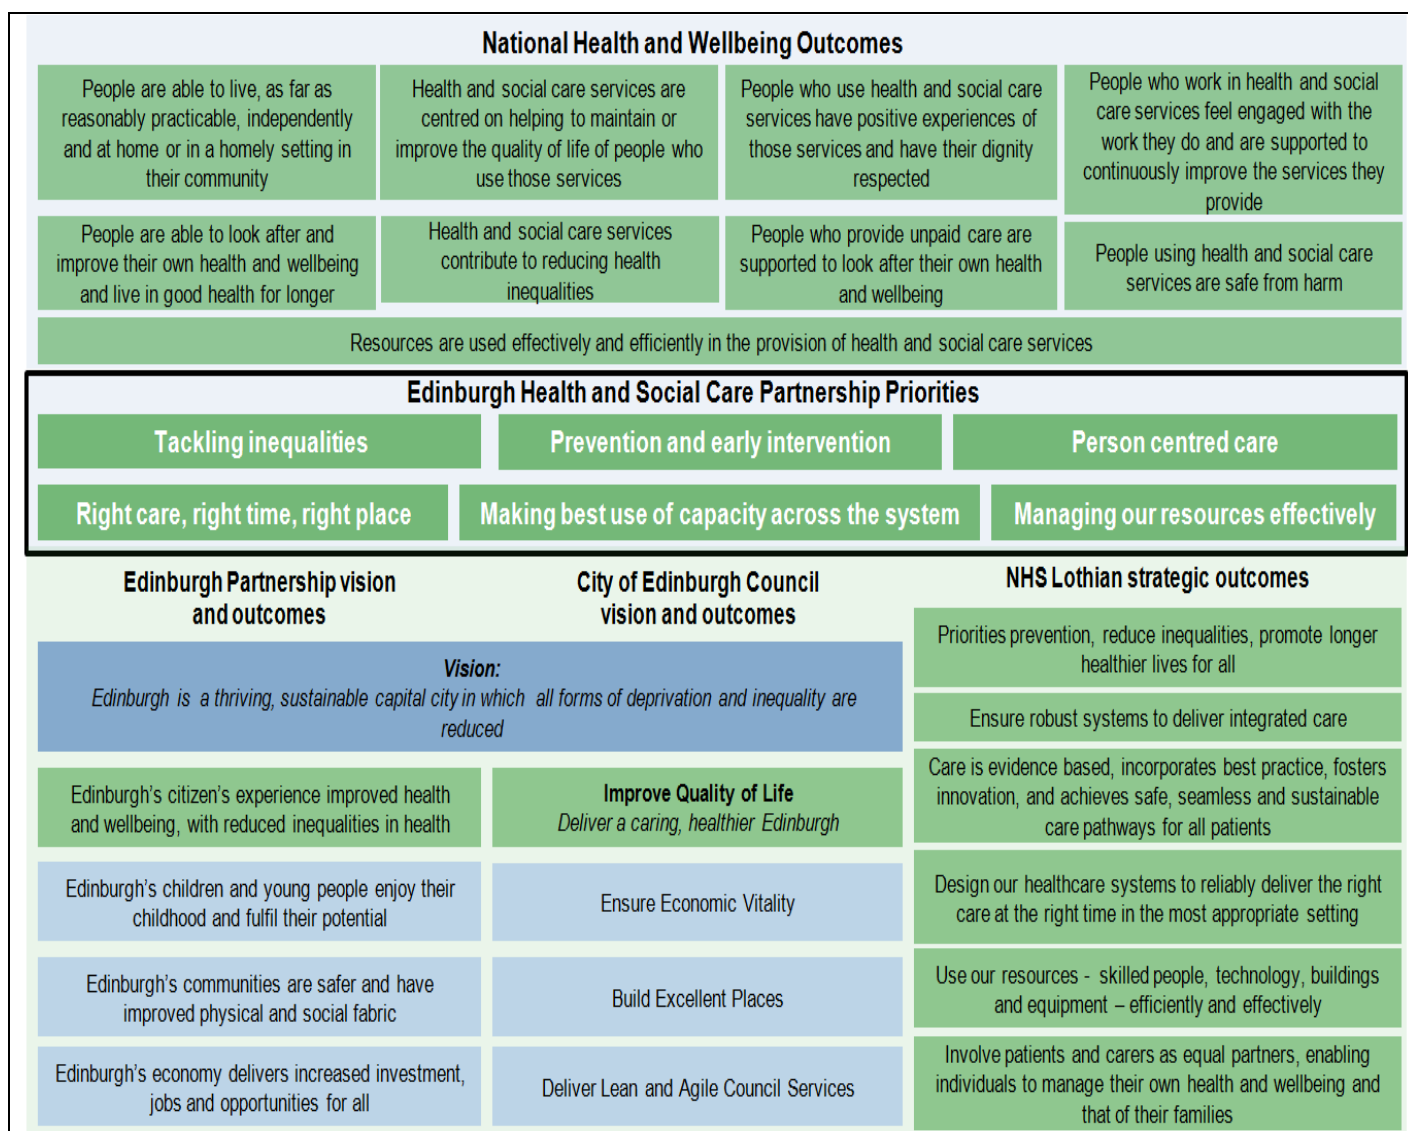 National Health and Wellbeing Outcomes
People are able to live, as far as
reasonably practicable, independently
and at home or in a homely setting in
their community
Health and social care services are
centred on helping to maintain or
improve the quality of life of people who
use those services
People who use health and social care
services have positive experiences of
those services and have their dignity
respected
People who work in health and social
care services feel engaged with the
work they do and are supported to
continuously improve the services they
provide
People are able to look after and
improve their own health and wellbeing
and live in good health for longer
Health and social care services
contribute to reducing health
inequalities
People who provide unpaid care are
supported to look after their own health
and wellbeing
People using health and social care
services are safe from harm
Resources are used effectively and efficiently in the provision of health and social care services
Edinburgh Health and Social Care Partnership Priorities
Tackling inequalities
Prevention and early intervention
Person centred care
Right care, right time, right place
Making best use of capacity across the system
Managing our resources effectively
Edinburgh Partnership vision
and outcomes
City of Edinburgh Council
vision and outcomes
Vision:
Edinburgh is a thriving, sustainable capital city in which all forms of deprivation and inequality are
reduced
Edinburgh's citizen's experience improved health
and wellbeing, with reduced inequalities in health
Improve Quality of Life
Deliver a caring, healthier Edinburgh
Edinburgh's children and young people enjoy their
childhood and fulfil their potential
Ensure Economic Vitality
Edinburgh's communities are safer and have
improved physical and social fabric
Build Excellent Places
Edinburgh's economy delivers increased investment,
jobs and opportunities for all
Deliver Lean and Agile Council Services
NHS Lothian strategic outcomes
Priorities prevention, reduce inequalities, promote longer
healthier lives for all
Ensure robust systems to deliver integrated care
Care is evidence based, incorporates best practice, fosters
innovation, and achieves safe, seamless and sustainable
care pathways for all patients
Design our healthcare systems to reliably deliver the right
care at the right time in the most appropriate setting
Use our resources - skilled people, technology, buildings
and equipment – efficiently and effectively
Involve patients and carers as equal partners, enabling
individuals to manage their own health and wellbeing and
that of their families